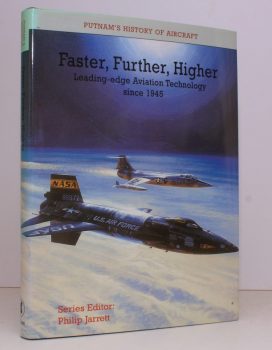 PUTNAM'S HISTORY OF AIRCRAFT
Faster, Further, Higher
Leading-edge Aviation Technology
since 1945
NASA
U.S. AIR FORCE
Series Editor:
Philip Jarrett